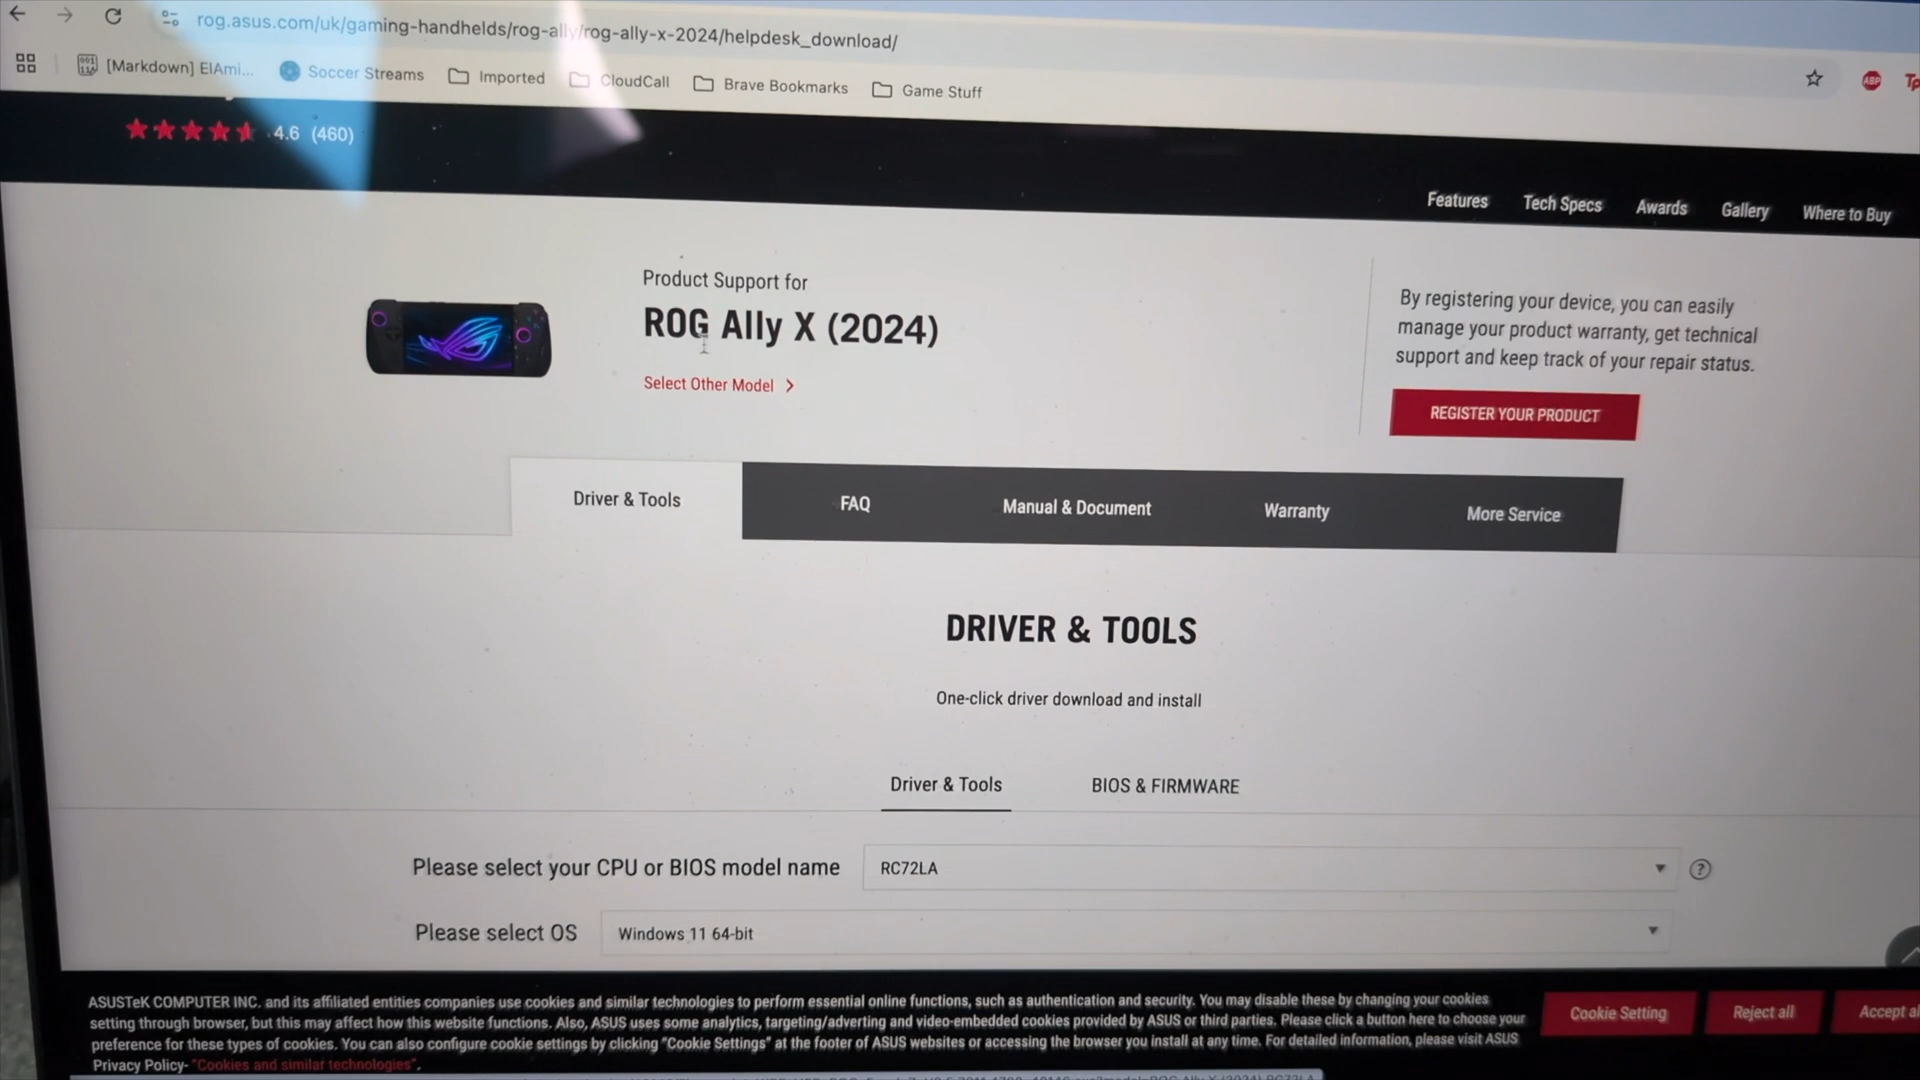 rog.asus.com/uk/gaming-handhelds/rog-ally/rog-ally-x-2024/helpdesk_download/
[Markdown] ElAmi... Soccer Streams Imported CloudCall Brave Bookmarks Game Stuff
ABP
4.6 (460)
Features Tech Specs Awards Gallery Where to Buy
Product Support for
ROG Ally X (2024)
Select Other Model
By registering your device, you can easily
manage your product warranty, get technical
support and keep track of your repair status.
REGISTER YOUR PRODUCT
Driver & Tools FAQ Manual & Document Warranty More Service
DRIVER & TOOLS
One-click driver download and install
Driver & Tools BIOS & FIRMWARE
Please select your CPU or BIOS model name RC72LA ?
Please select OS Windows 11 64-bit
ASUSTeK COMPUTER INC. and its affiliated entities companies use cookies and similar technologies to perform essential online functions, such as authentication and security. You may disable these by changing your cookies
setting through browser, but this may affect how this website functions. Also, ASUS uses some analytics, targeting/adverting and video-embedded cookies provided by ASUS or third parties. Please click a button here to choose your
preference for these types of cookies. You can also configure cookie settings by clicking "Cookie Settings" at the footer of ASUS websites or accessing the browser you install at any time. For detailed information, please visit ASUS
Privacy Policy- "Cookies and similar technologies".
Cookie Setting Reject all Accept al